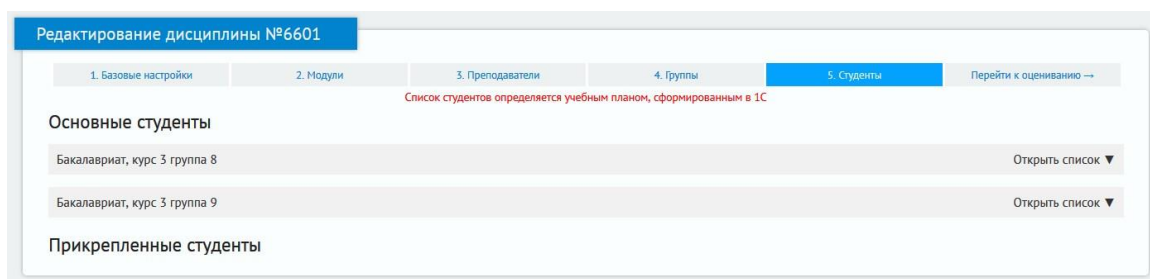 Редактирование дисциплины №6601
1. Базовые настройки 2. Модули 3. Преподаватели 4. Группы 5. Студенты Перейти к оцениванию →
Список студентов определяется учебным планом, сформированным в 1С
Основные студенты
Бакалавриат, курс 3 группа 8 Открыть список ▼
Бакалавриат, курс 3 группа 9 Открыть список ▼
Прикрепленные студенты